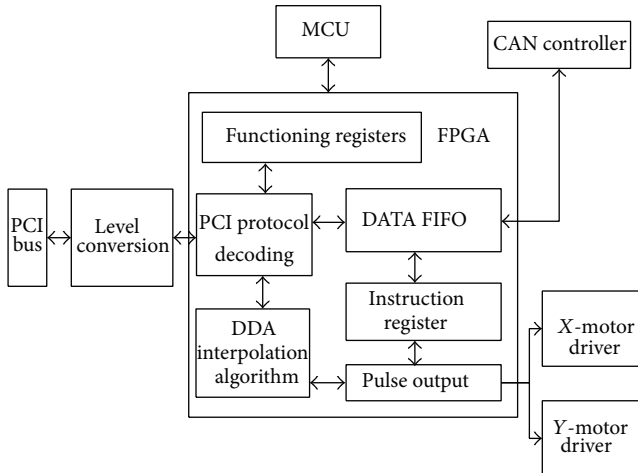 MCU
CAN controller
Functioning registers
FPGA
PCI
bus
Level
conversion
PCI protocol
decoding
DATA FIFO
DDA
interpolation
algorithm
Instruction
register
Pulse output
X-motor
driver
Y-motor
driver